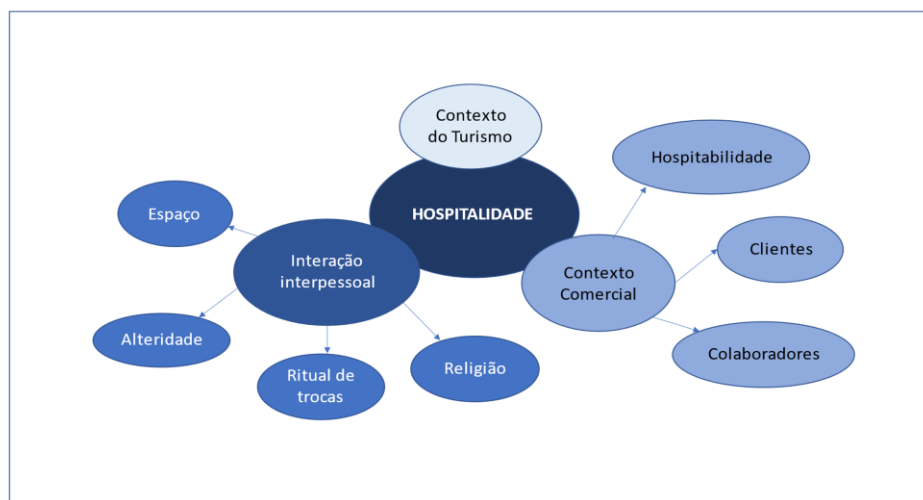 Contexto
do Turismo
HOSPITALIDADE
Hospitabilidade
Espaço
Interação
interpessoal
Clientes
Contexto
Comercial
Alteridade
Ritual de
trocas
Religião
Colaboradores